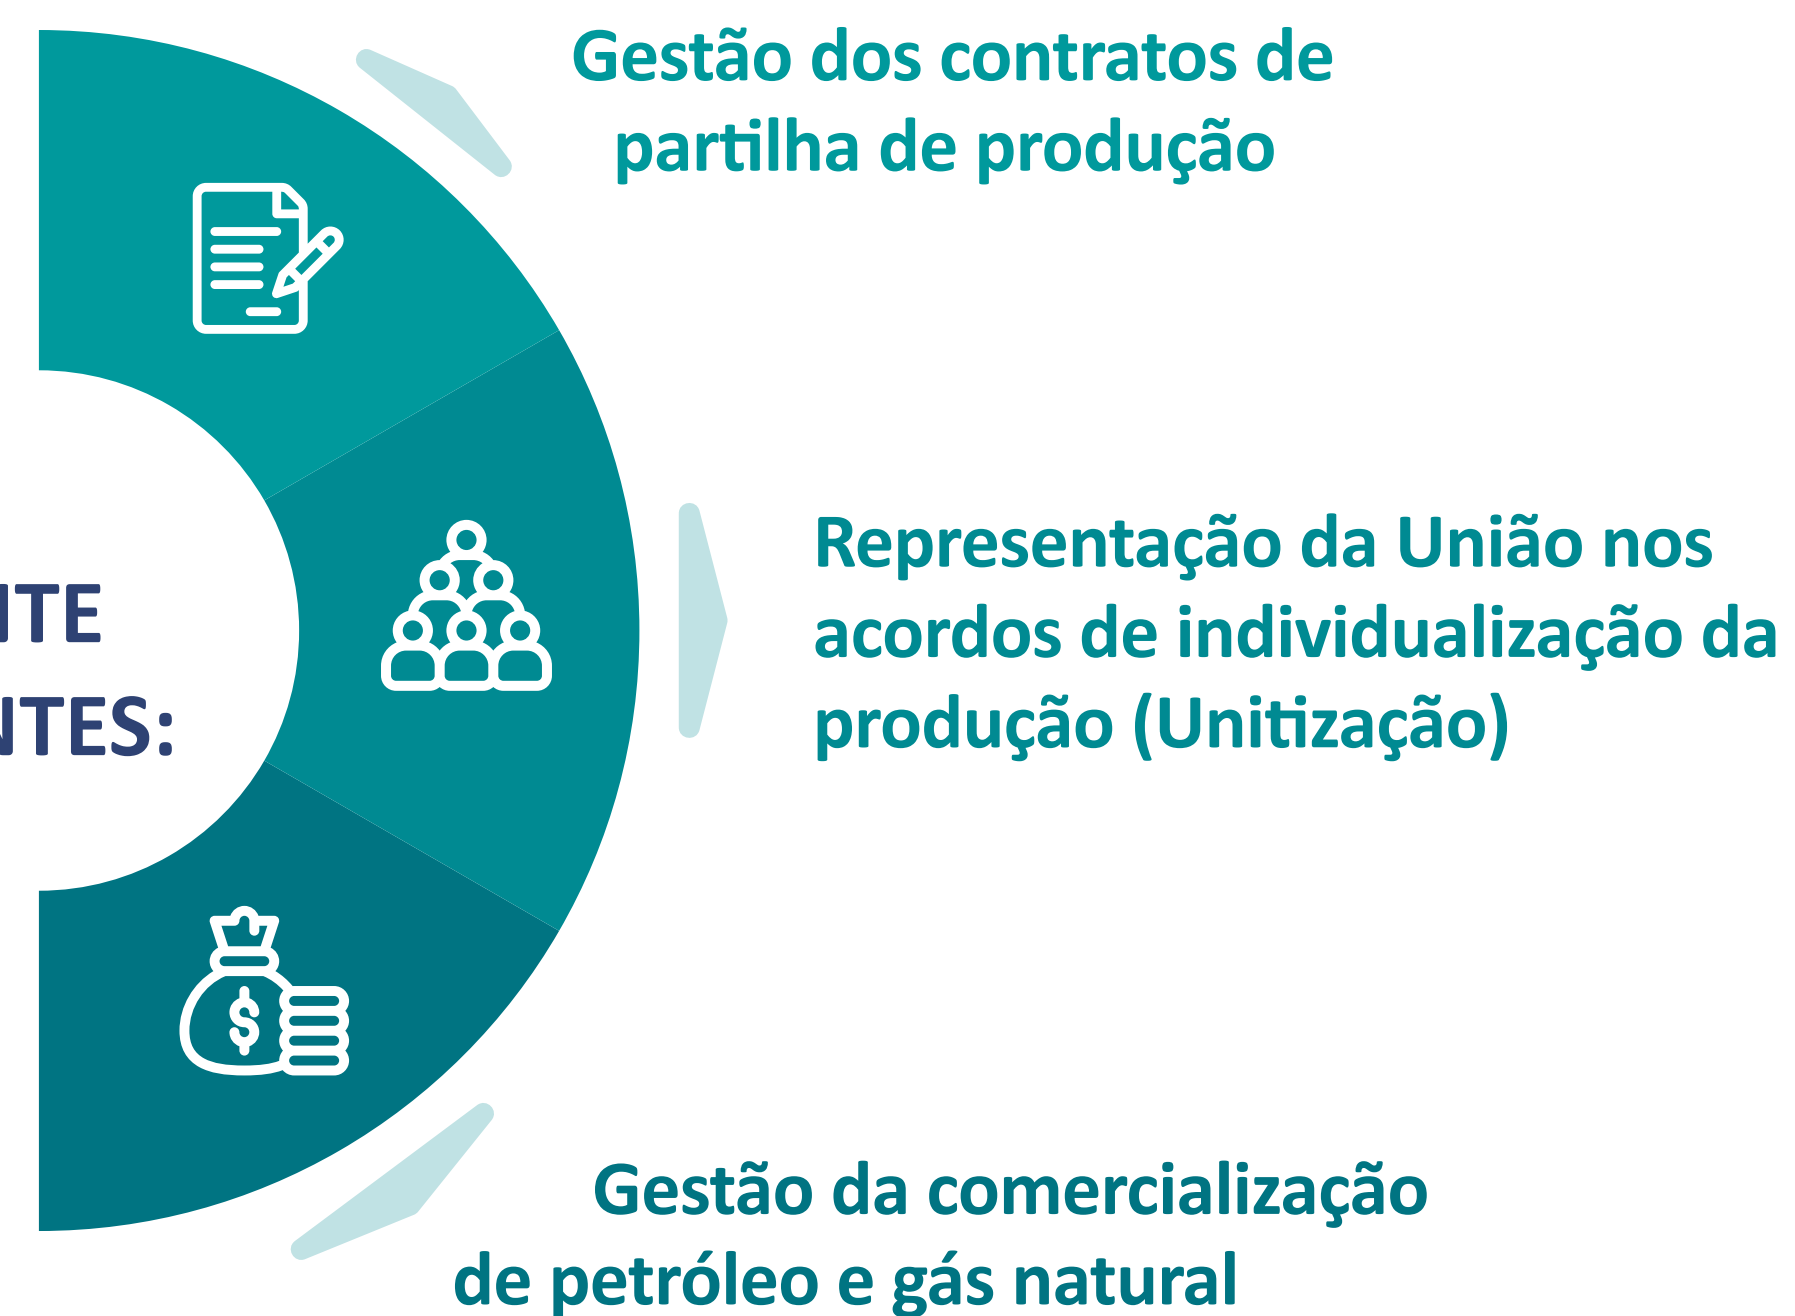 Gestão dos contratos de
partilha de produção
Representação da União nos
acordos de individualização da
produção (Unitização)
NTE
NTES:
Gestão da comercialização
de petróleo e gás natural